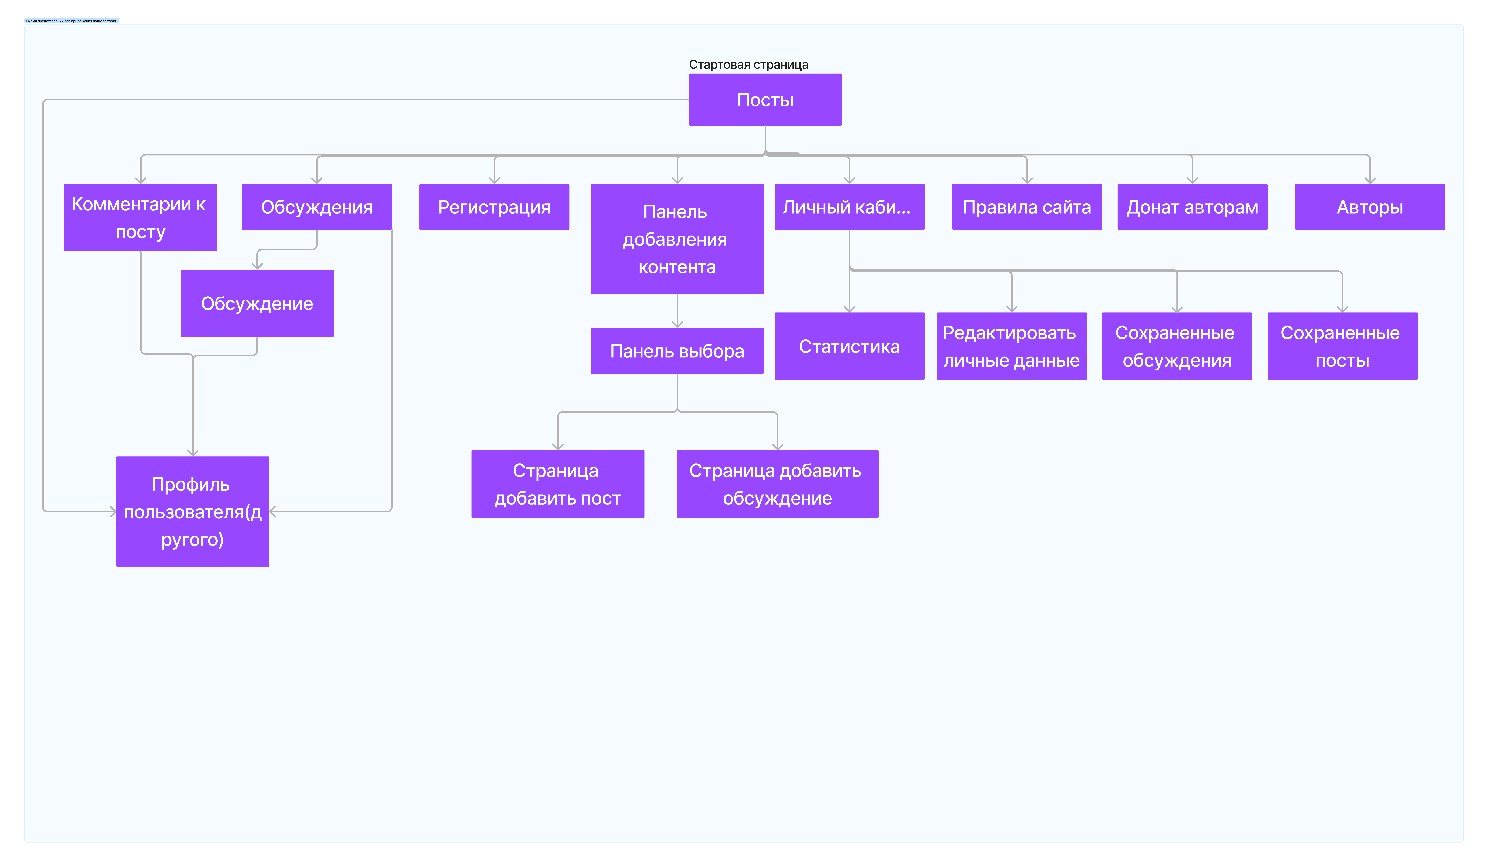 Стартовая страница
Посты
Комментарии к
посту
Обсуждения
Регистрация
Панель
добавления
контента
Личный каби...
Правила сайта
Донат авторам
Авторы
Обсуждение
Панель выбора
Статистика
Редактировать
личные данные
Сохраненные
обсуждения
Сохраненные
посты
Профиль
пользователя(д
ругого)
Страница
добавить пост
Страница добавить
обсуждение